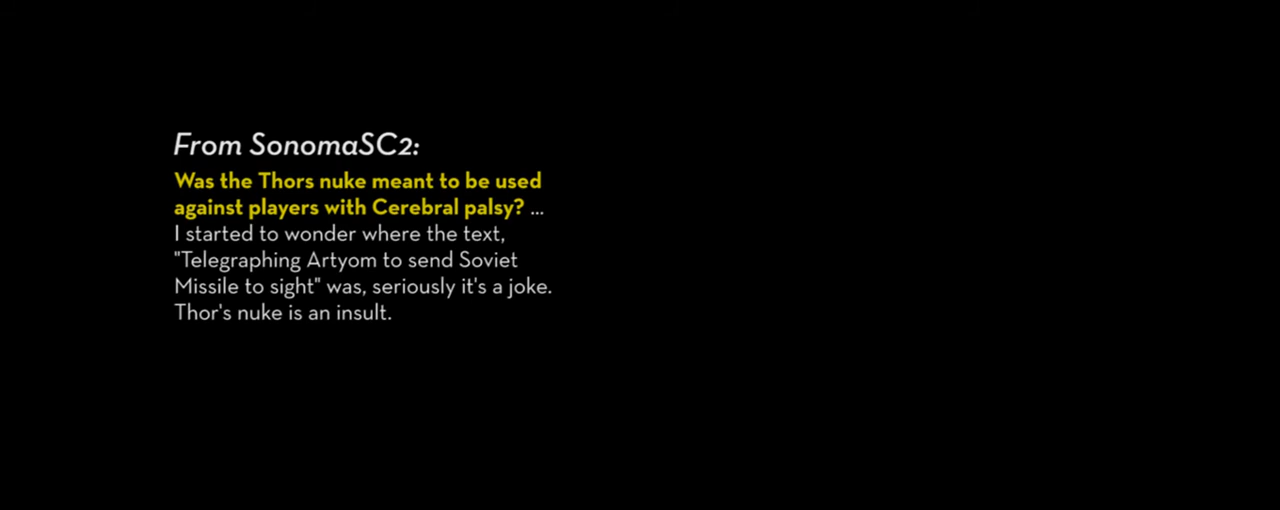 From SonomaSC2:
Was the Thors nuke meant to be used
against players with Cerebral palsy? ...
I started to wonder where the text,
"Telegraphing Artyom to send Soviet
Missile to sight" was, seriously it's a joke.
Thor's nuke is an insult.